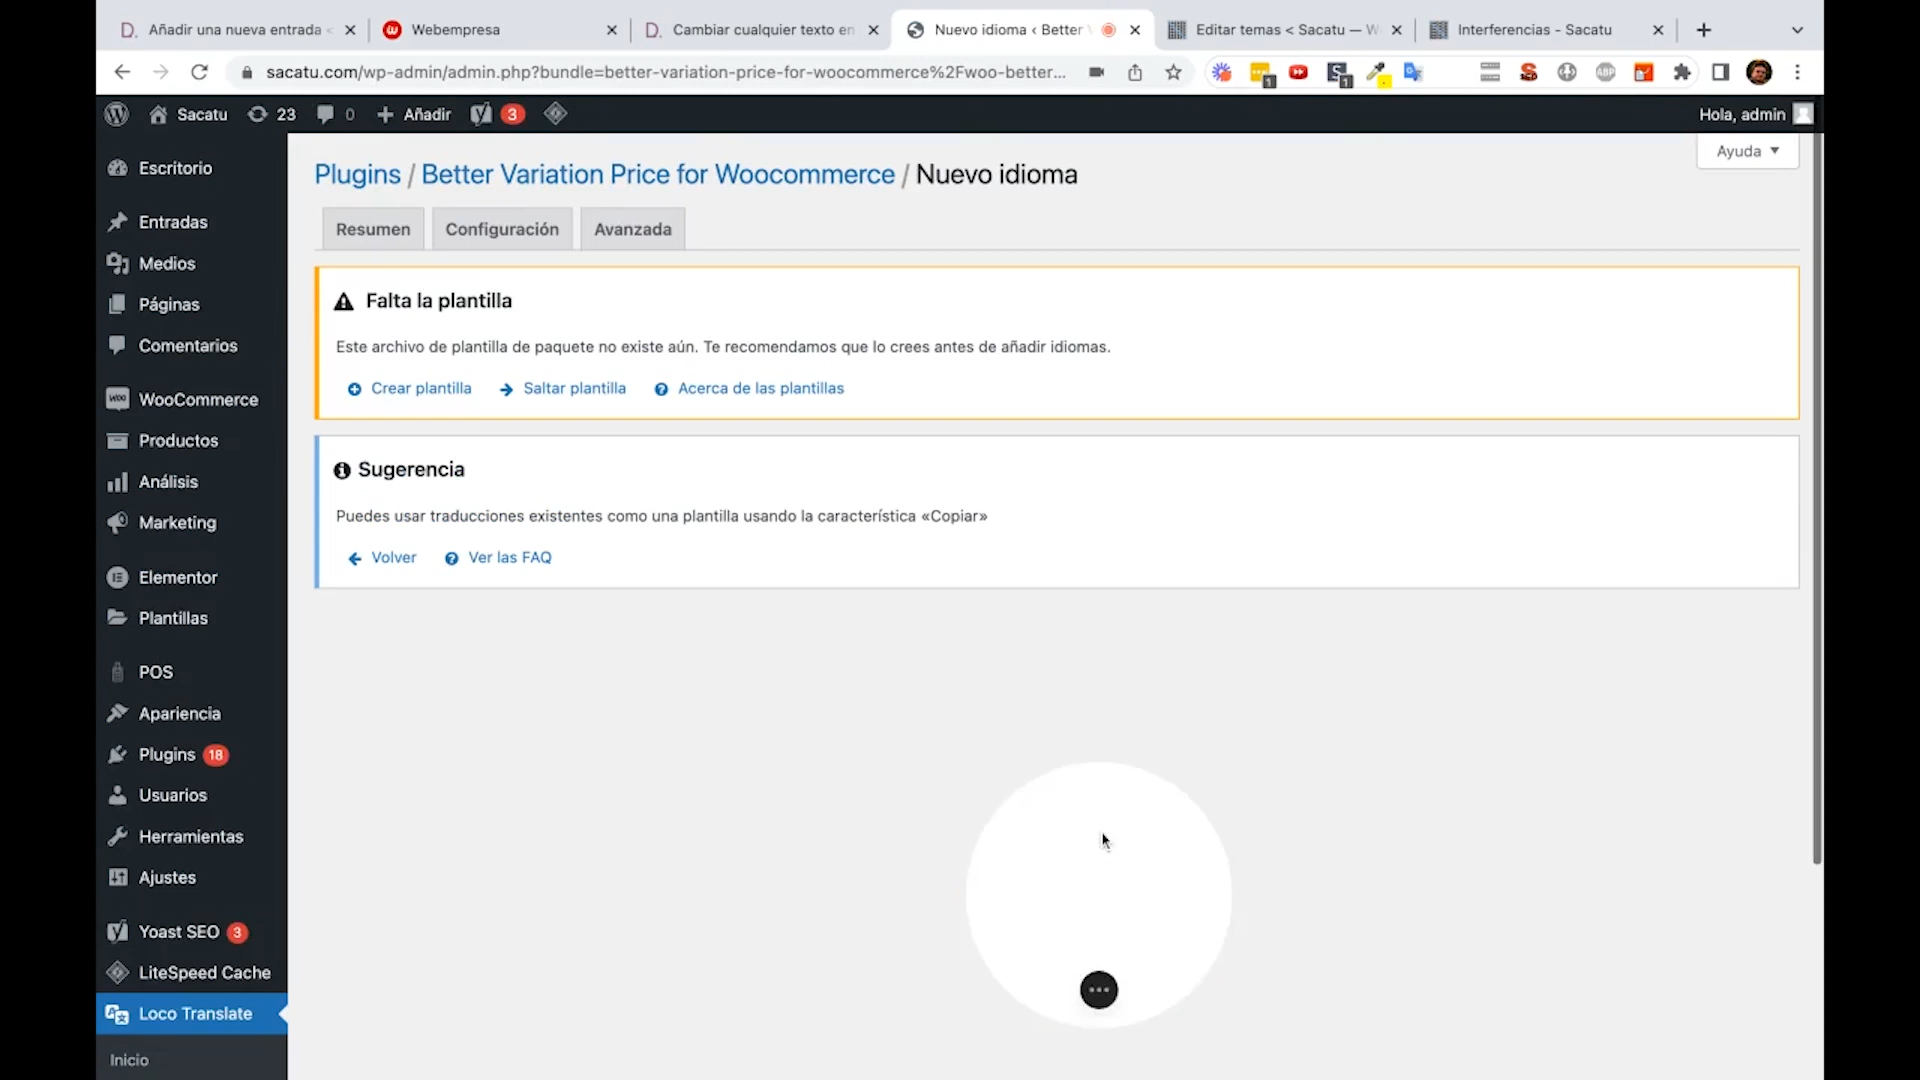 Añadir una nueva entrada <
Webempresa
Cambiar cualquier texto en
Nuevo idioma ‹ Better
Editar temas < Sacatu — W
Interferencias - Sacatu
sacatu.com/wp-admin/admin.php?bundle=better-variation-price-for-woocommerce%2Fwoo-better...
1
1
ABP
Sacatu
23
0
Añadir
3
Hola, admin
Ayuda
Escritorio
Entradas
Medios
Páginas
Comentarios
WooCommerce
Productos
Análisis
Marketing
Elementor
Plantillas
POS
Apariencia
Plugins 18
Usuarios
Herramientas
Ajustes
Yoast SEO 3
LiteSpeed Cache
Loco Translate
Inicio
Plugins / Better Variation Price for Woocommerce / Nuevo idioma
Resumen
Configuración
Avanzada
Falta la plantilla
Este archivo de plantilla de paquete no existe aún. Te recomendamos que lo crees antes de añadir idiomas.
Crear plantilla
Saltar plantilla
Acerca de las plantillas
Sugerencia
Puedes usar traducciones existentes como una plantilla usando la característica «Copiar»
Volver
Ver las FAQ